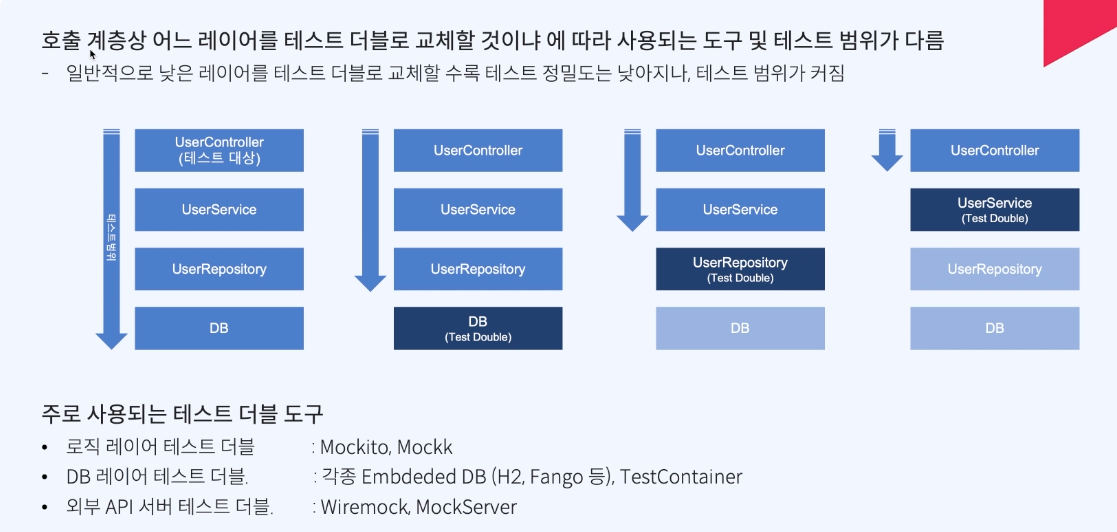 호출 계층상 어느 레이어를 테스트 더블로 교체할 것이냐 에 따라 사용되는 도구 및 테스트 범위가 다름
- 일반적으로 낮은 레이어를 테스트 더블로 교체할 수록 테스트 정밀도는 낮아지나, 테스트 범위가 커짐
테스트범위
UserController
(테스트 대상)
UserService
UserRepository
DB
UserController
UserService
UserRepository
DB
(Test Double)
UserController
UserService
UserRepository
(Test Double)
DB
UserController
UserService
(Test Double)
UserRepository
DB
주로 사용되는 테스트 더블 도구
• 로직 레이어 테스트 더블 : Mockito, Mockk
• DB 레이어 테스트 더블. : 각종 Embdeded DB (H2, Fango 등), TestContainer
• 외부 API 서버 테스트 더블. : Wiremock, MockServer